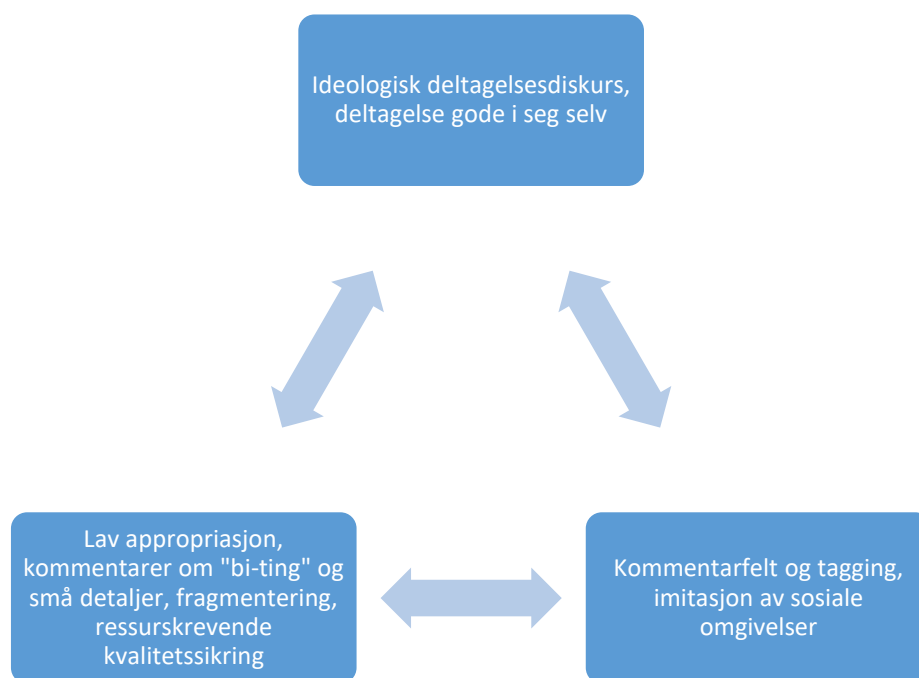 Ideologisk deltagelsesdiskurs,
deltagelse gode i seg selv
Lav appropriasjon,
kommentarer om "bi-ting" og
små detaljer, fragmentering,
ressurskrevende
kvalitetssikring
Kommentarfelt og tagging,
imitasjon av sosiale
omgivelser